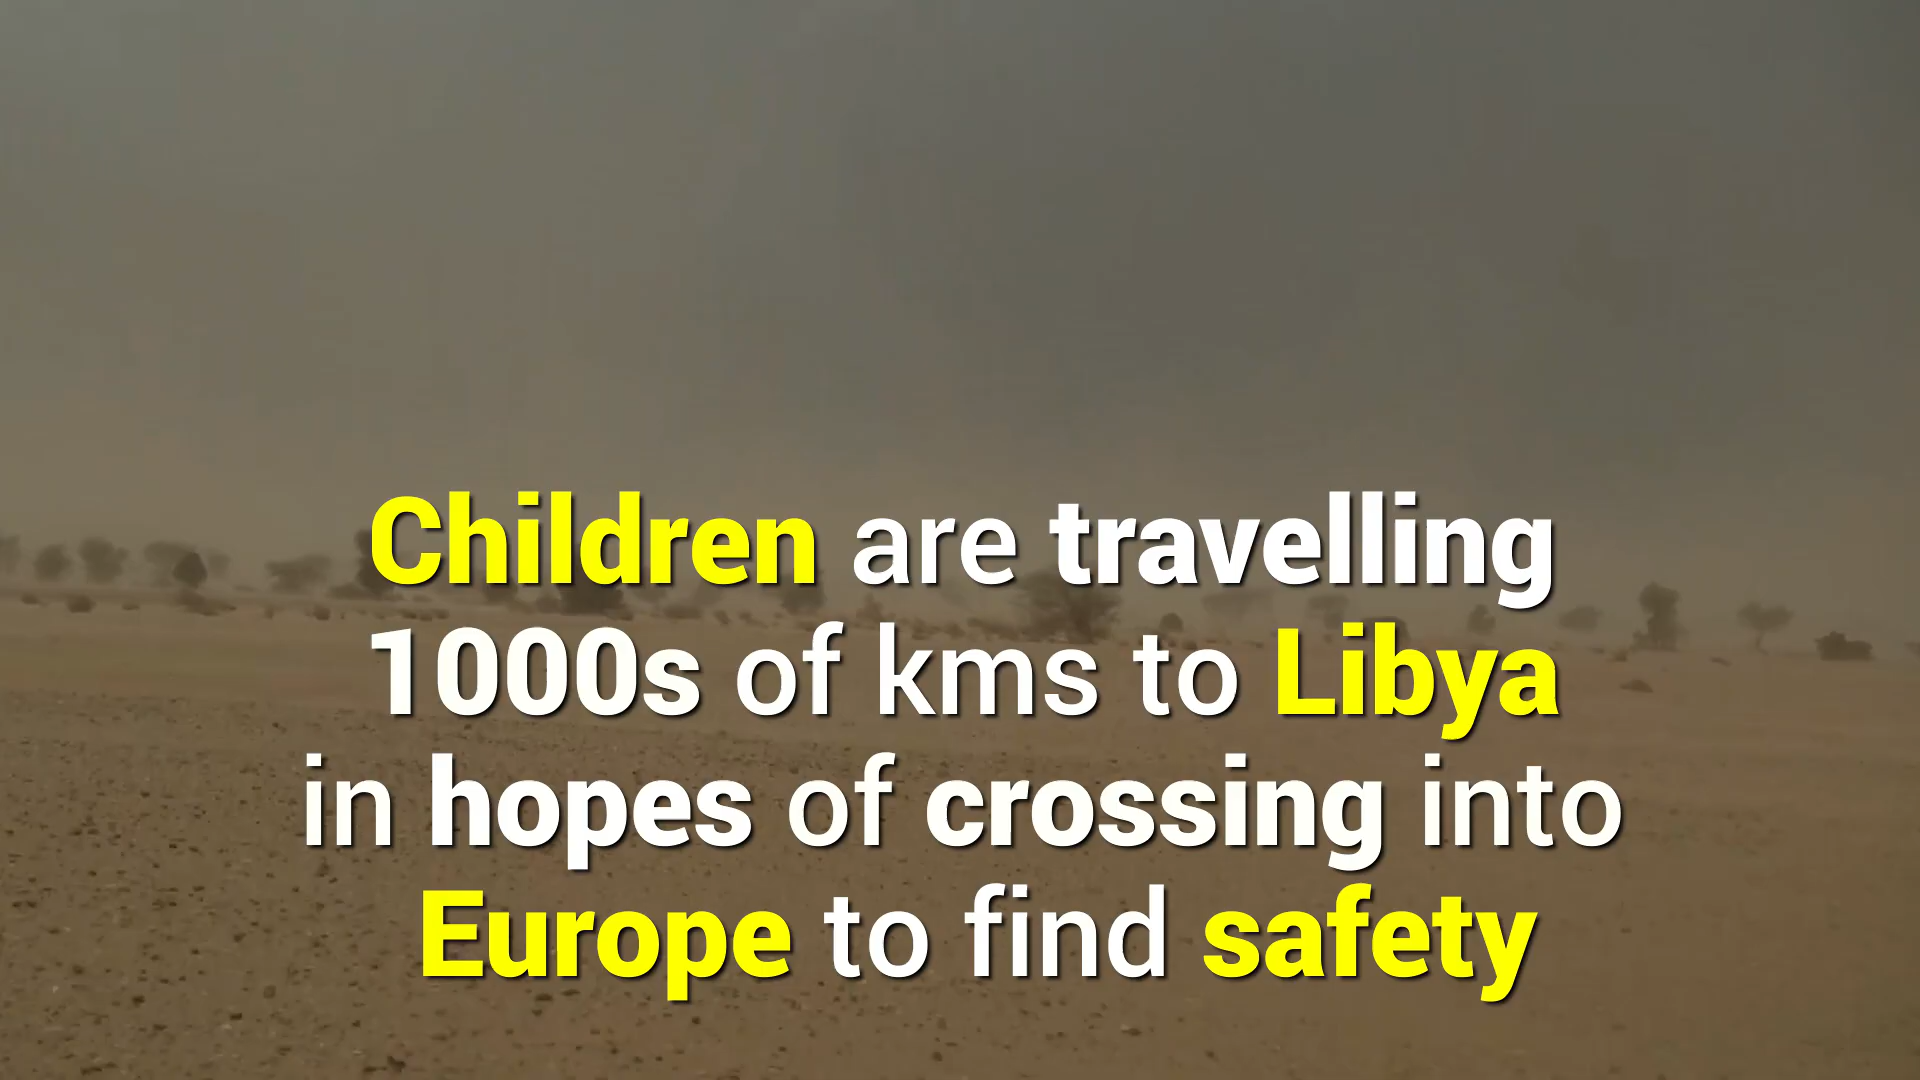 Children are travelling
1000s of kms to Libya
in hopes of crossing into
Europe to find safety